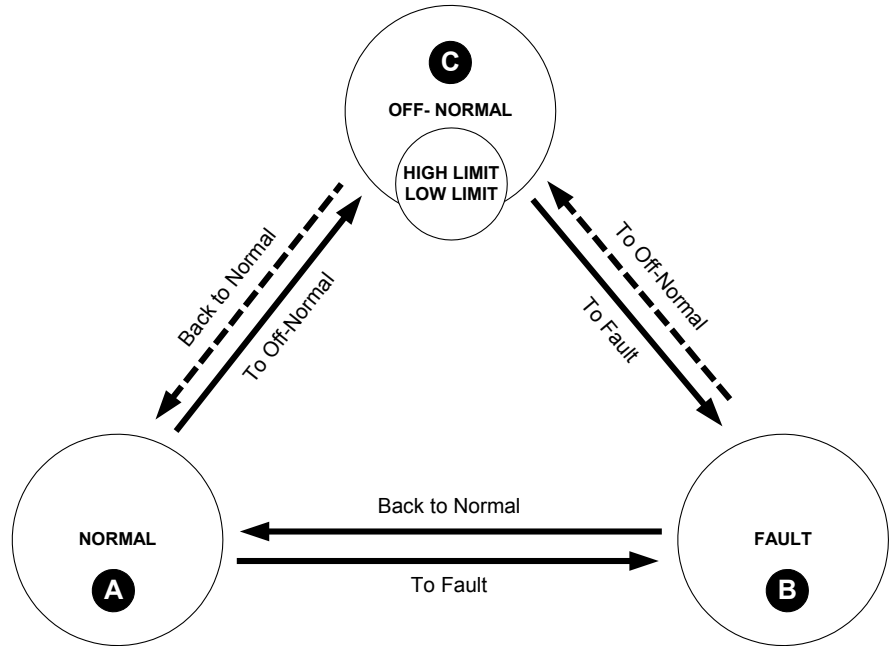 C
OFF- NORMAL
HIGH LIMIT
LOW LIMIT
Back to Normal
To Off-Normal
To Off-Normal
To Fault
Back to Normal
NORMAL
FAULT
A
To Fault
B